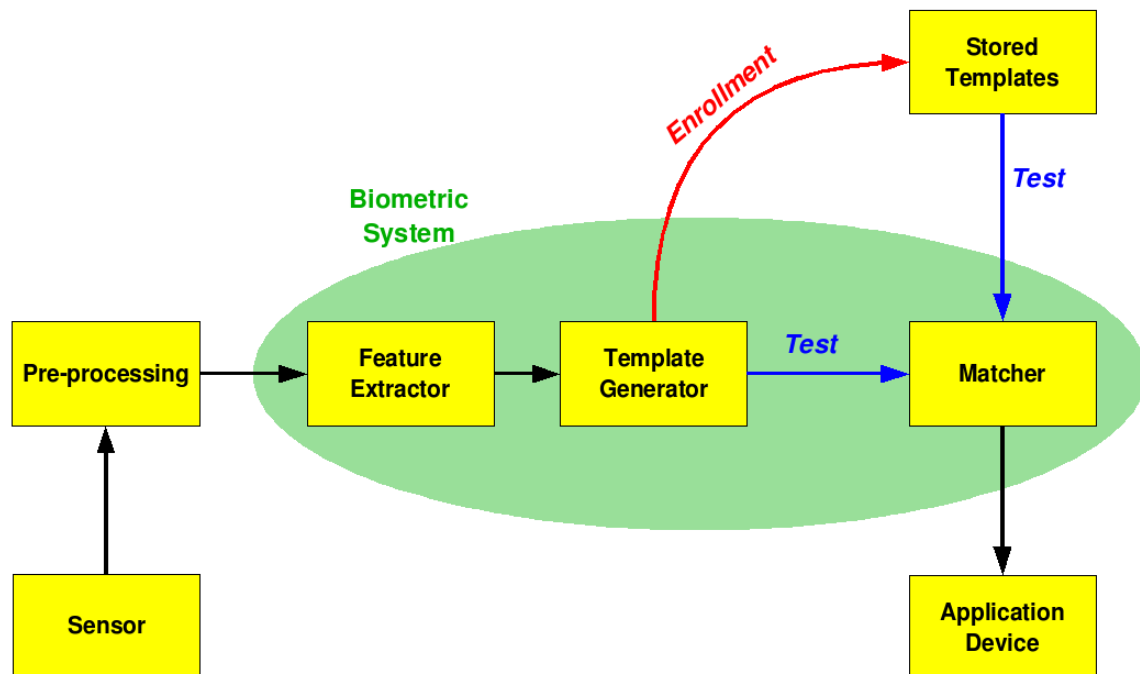 Stored
Templates
Enrollment
Test
Biometric
System
Pre-processing
Feature
Extractor
Template
Generator
Test
Matcher
Sensor
Application
Device